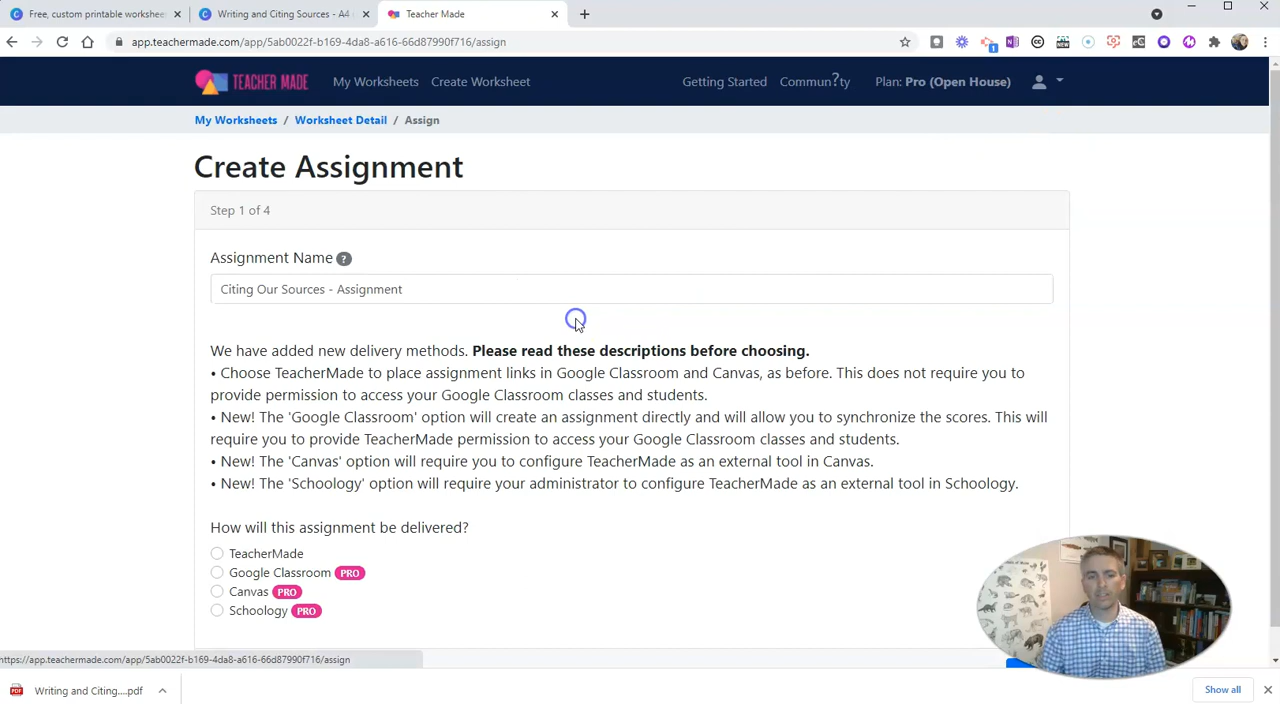 Free, custom printable workshee
Writing and Citing Sources - A4
Teacher Made
app.teachermade.com/app/5ab0022f-b169-4da8-a616-66d87990f716/assign
TEACHER MADE
My Worksheets
Create Worksheet
Getting Started
Commun?ty
Plan: Pro (Open House)
My Worksheets / Worksheet Detail / Assign
Create Assignment
Step 1 of 4
Assignment Name ?
Citing Our Sources - Assignment
We have added new delivery methods. Please read these descriptions before choosing.
• Choose TeacherMade to place assignment links in Google Classroom and Canvas, as before. This does not require you to
provide permission to access your Google Classroom classes and students.
• New! The 'Google Classroom' option will create an assignment directly and will allow you to synchronize the scores. This will
require you to provide TeacherMade permission to access your Google Classroom classes and students.
• New! The 'Canvas' option will require you to configure TeacherMade as an external tool in Canvas.
• New! The 'Schoology' option will require your administrator to configure TeacherMade as an external tool in Schoology.
How will this assignment be delivered?
TeacherMade
Google Classroom PRO
Canvas PRO
Schoology PRO
https://app.teachermade.com/app/5ab0022f-b169-4da8-a616-66d87990f716/assign
Writing and Citing....pdf
Show all